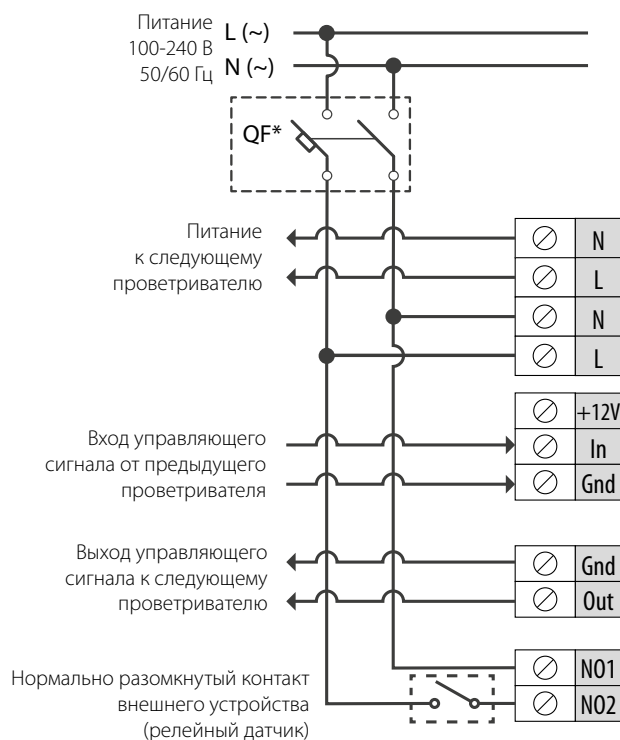 Питание
100-240 В
50/60 Гц
L (~)
N (~)
QF*
Питание
к следующему
проветривателю
N
L
N
L
Вход управляющего
сигнала от предыдущего
проветривателя
+12V
In
Gnd
Выход управляющего
сигнала к следующему
проветривателю
Gnd
Out
Нормально разомкнутый контакт
внешнего устройства
(релейный датчик)
NO1
NO2